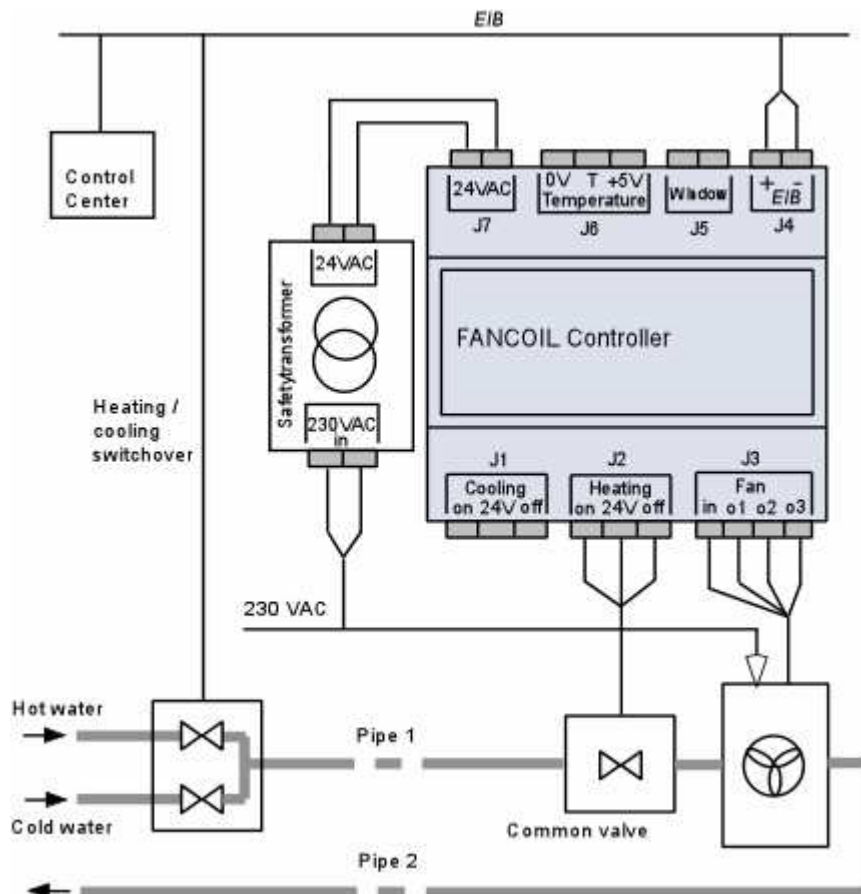 EIB
Control
Center
24VAC
0V T +5V
Temperature
Window
+ EIB -
J7
J6
J5
J4
24VAC
Safetytransformer
230VAC
in
FANCOIL Controller
Heating /
cooling
switchover
J1
J2
J3
Cooling
on 24V off
Heating
on 24V off
Fan
in o1 o2 o3
230 VAC
Hot water
Pipe 1
Cold water
Common valve
Pipe 2